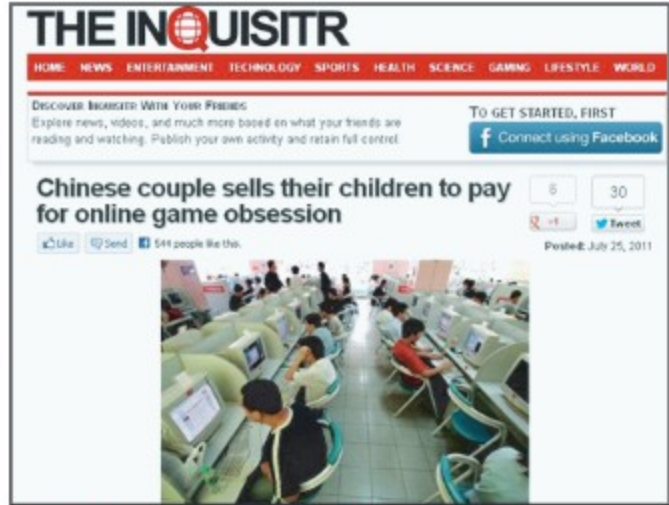 THE INQUISITR
HOME NEWS ENTERTAINMENT TECHNOLOGY SPORTS HEALTH SCIENCE GAMING LIFESTYLE WORLD
DISCOVER INQUISITR WITH YOUR FRIENDS
Explore news, videos, and much more based on what your friends are
reading and watching. Publish your own activity and retain full control.
TO GET STARTED, FIRST
f Connect using Facebook
Chinese couple sells their children to pay
for online game obsession
6
30
+1
Tweet
Like Send 544 people like this.
Posted: July 25, 2011